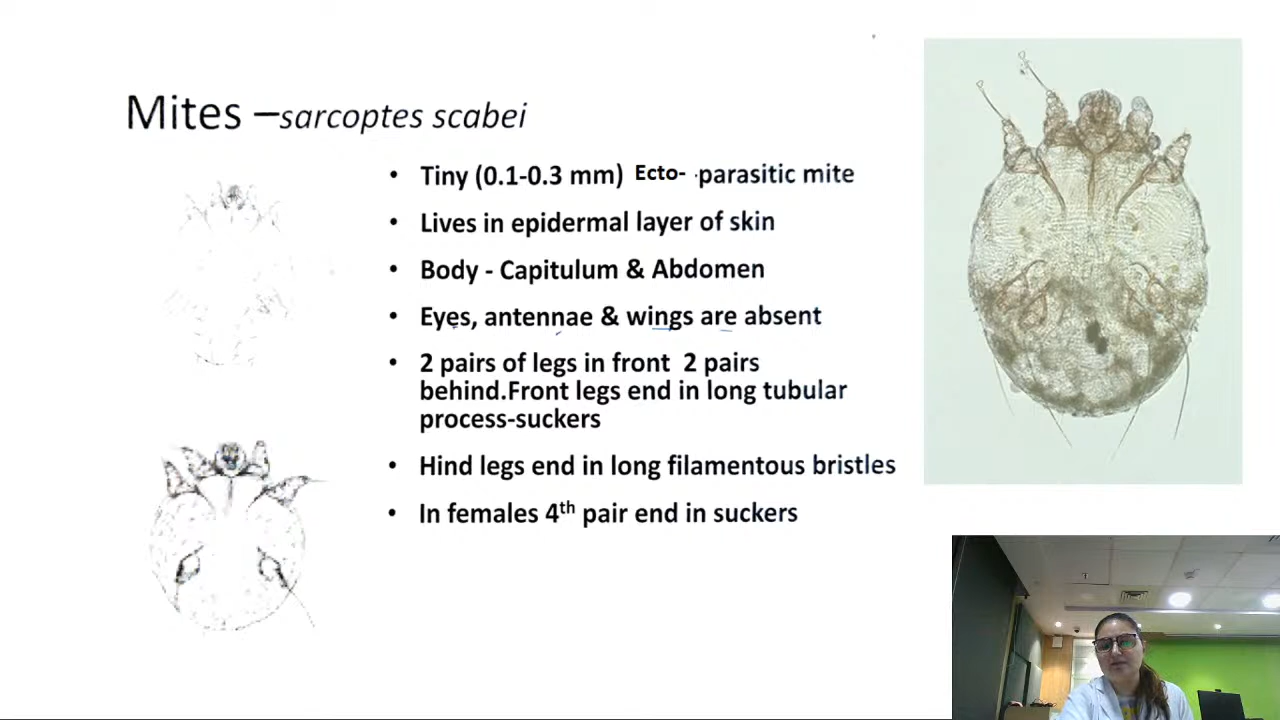 Mites –sarcoptes scabei
• Tiny (0.1-0.3 mm) Ecto- parasitic mite
• Lives in epidermal layer of skin
• Body - Capitulum & Abdomen
• Eyes, antennae & wings are absent
• 2 pairs of legs in front 2 pairs
behind.Front legs end in long tubular
process-suckers
• Hind legs end in long filamentous bristles
• In females 4th pair end in suckers